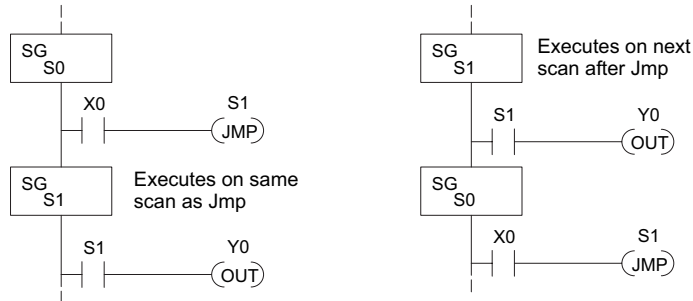 SG
S0
X0
S1
JMP
SG
S1
Executes on same
scan as Jmp
S1
Y0
OUT
SG
S1
Executes on next
scan after Jmp
S1
Y0
OUT
SG
S0
X0
S1
JMP